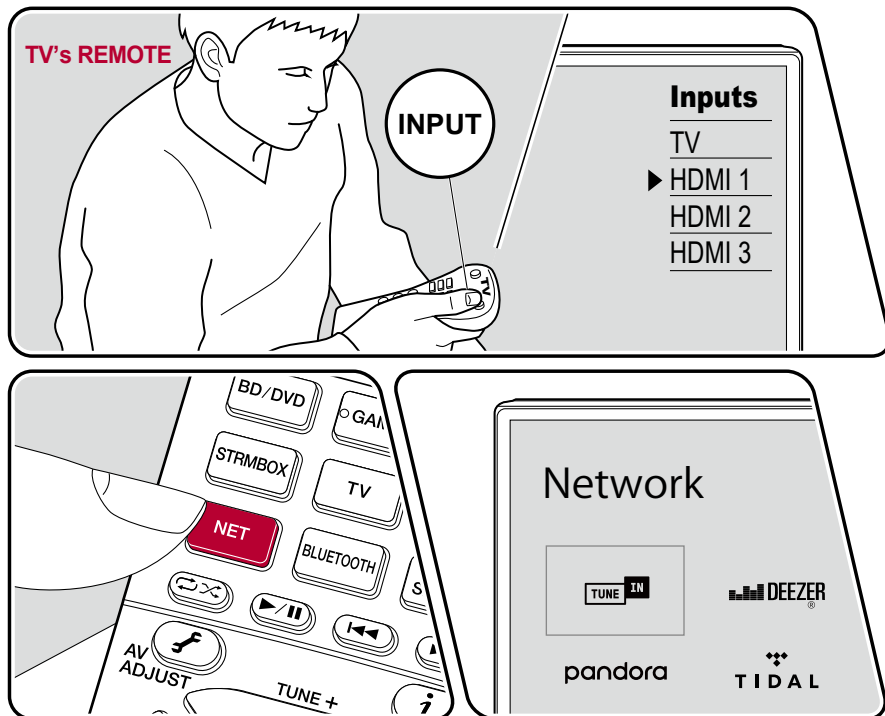 TV's REMOTE
INPUT
TV
Inputs
TV
HDMI 1
HDMI 2
HDMI 3
BD/DVD
STRMBOX
TV
NET
BLUETOOTH
AV
ADJUST
TUNE +
i
Network
TUNE IN
DEEZER
®
pandora
TIDAL